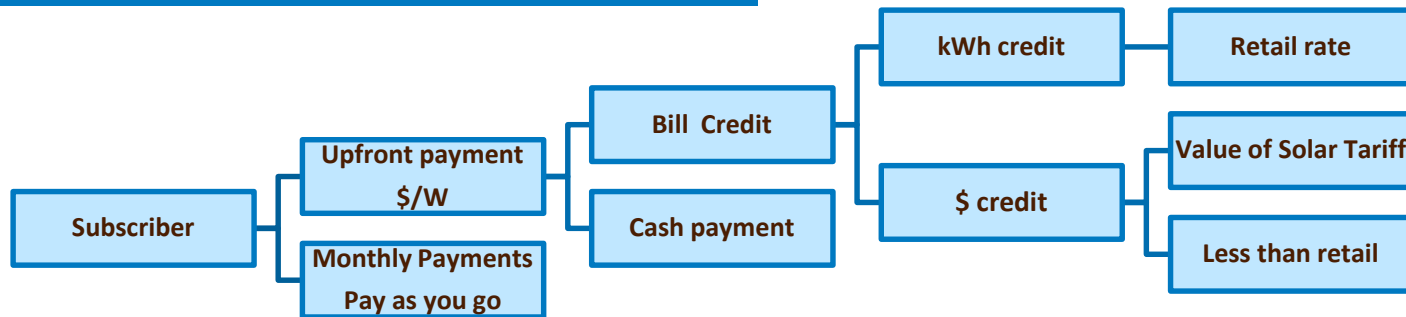 Subscriber
Upfront payment
$/W
Monthly Payments
Pay as you go
Bill Credit
Cash payment
kWh credit
$ credit
Retail rate
Value of Solar Tariff
Less than retail